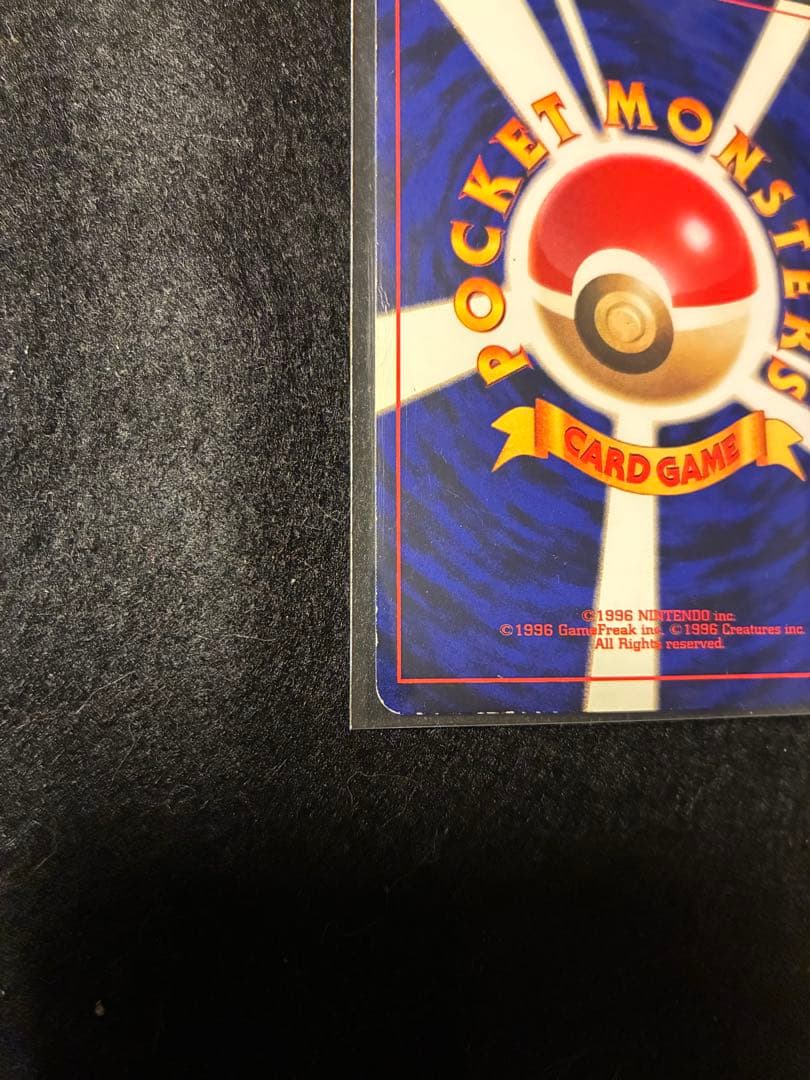 POCKET MONSTERS
CARD GAME
©1996 NINTENDO inc.
©1996 GameFreak inc. ©1996 Creatures inc.
All Rights reserved.